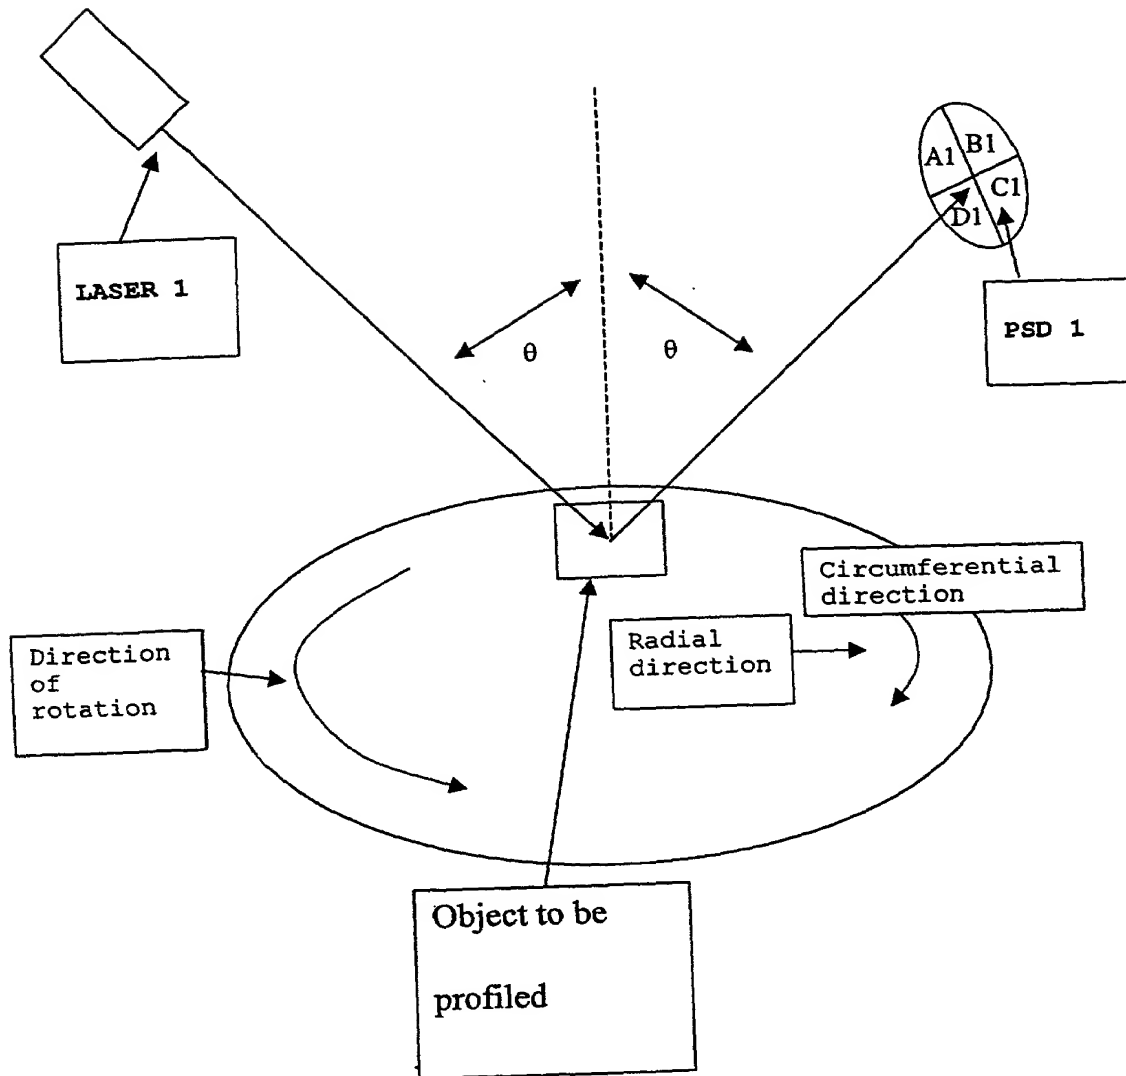 A1
B1
C1
D1
LASER 1
PSD 1
θ
θ
Circumferential
direction
Radial
direction
Direction
of
rotation
Object to be
profiled